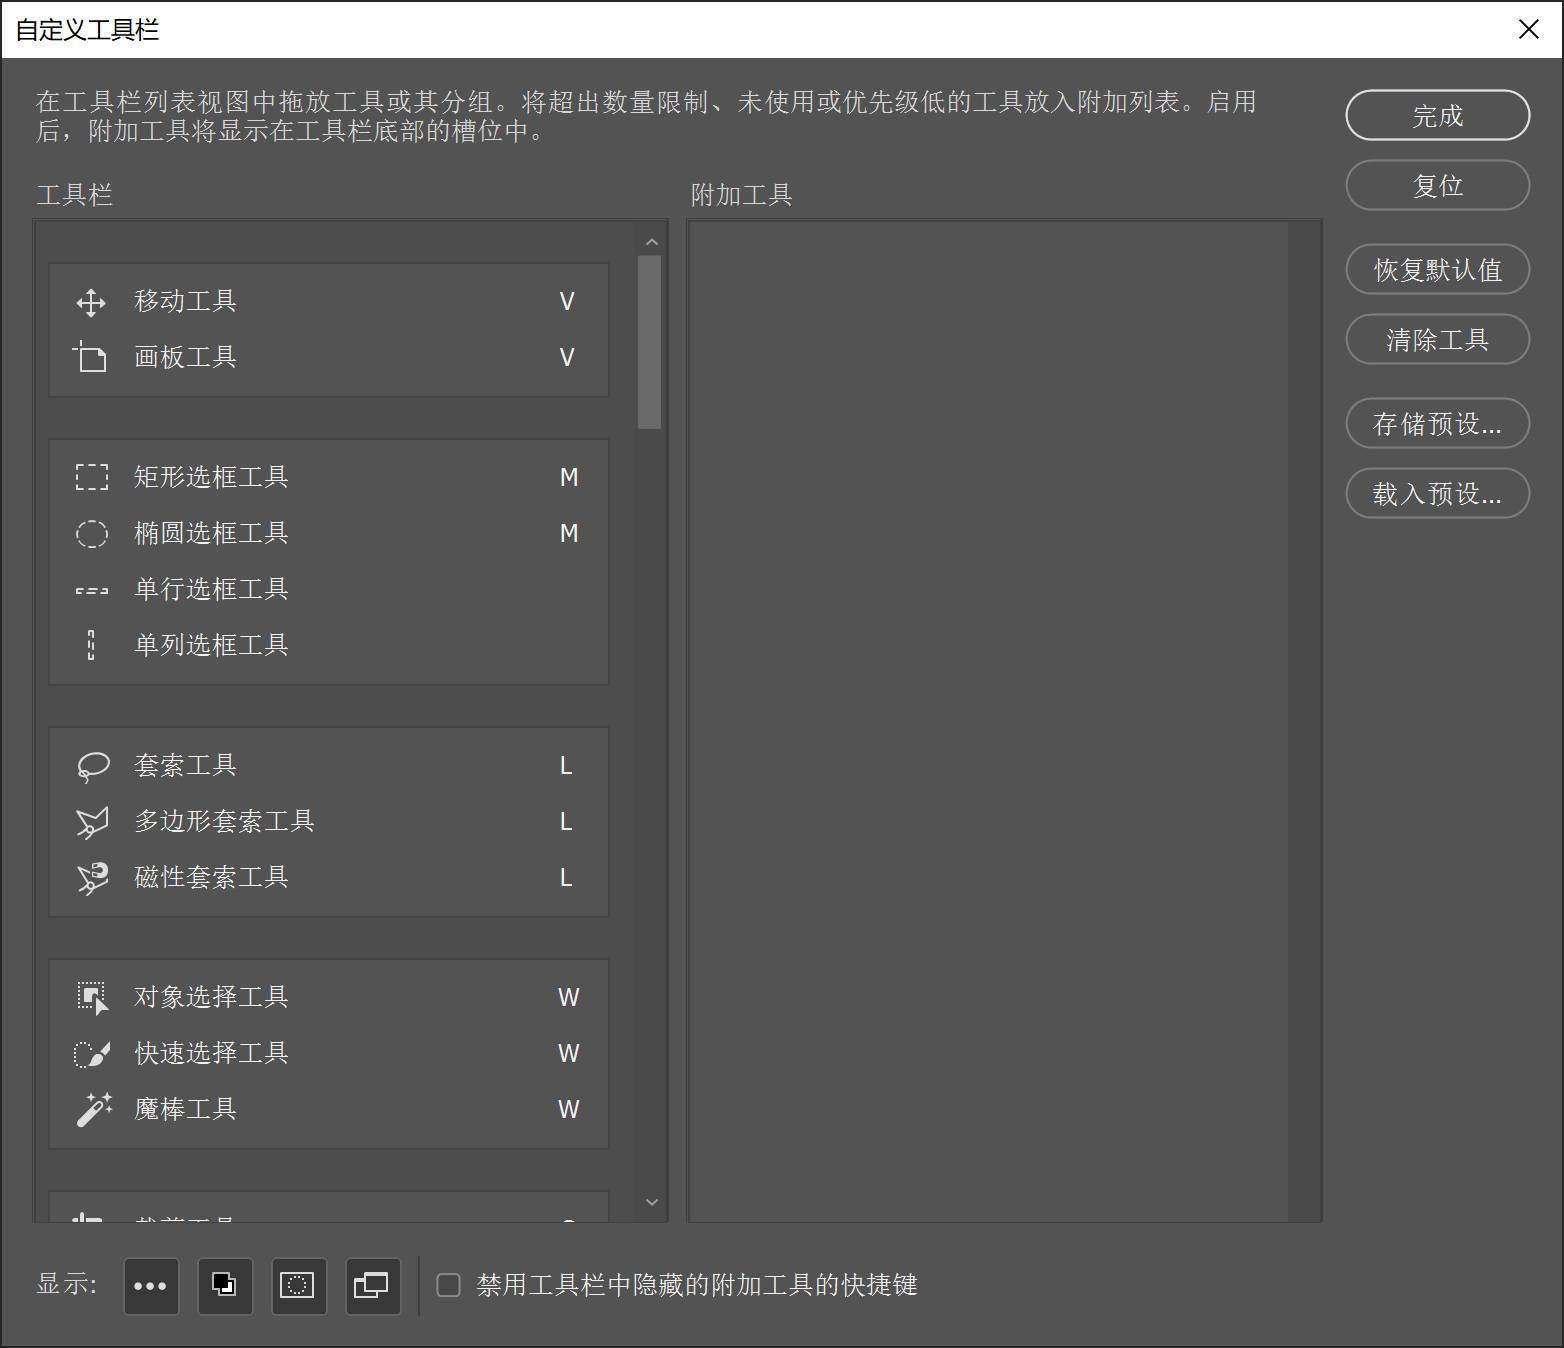 自定义工具栏
在工具栏列表视图中拖放工具或其分组。将超出数量限制、未使用或优先级低的工具放入附加列表。启用
后，附加工具将显示在工具栏底部的槽位中。
工具栏
附加工具
移动工具 V
画板工具 V
矩形选框工具 M
椭圆选框工具 M
单行选框工具
单列选框工具
套索工具 L
多边形套索工具 L
磁性套索工具 L
对象选择工具 W
快速选择工具 W
魔棒工具 W
完成
复位
恢复默认值
清除工具
存储预设...
载入预设...
显示:
禁用工具栏中隐藏的附加工具的快捷键